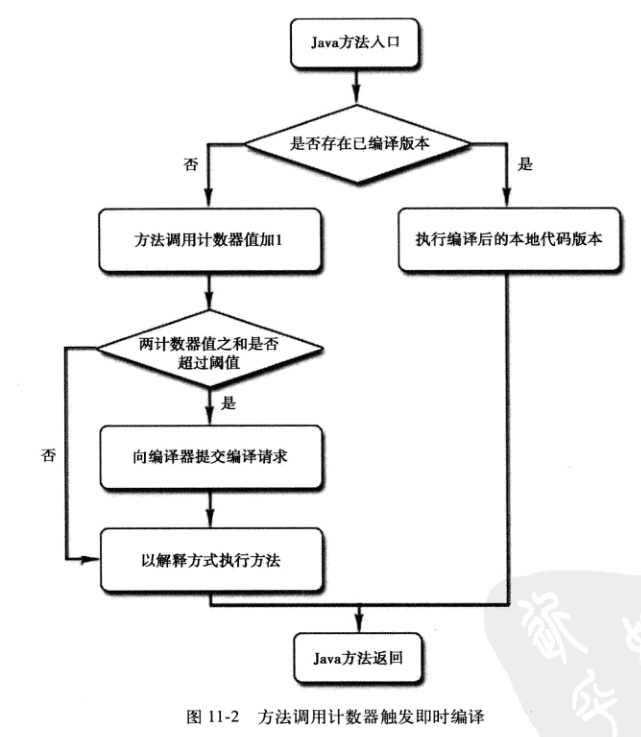 Java方法入口
是否存在已编译版本
否
是
方法调用计数器值加1
执行编译后的本地代码版本
两计数器值之和是否
超过阈值
是
否
向编译器提交编译请求
以解释方式执行方法
Java方法返回
图 11-2 方法调用计数器触发即时编译